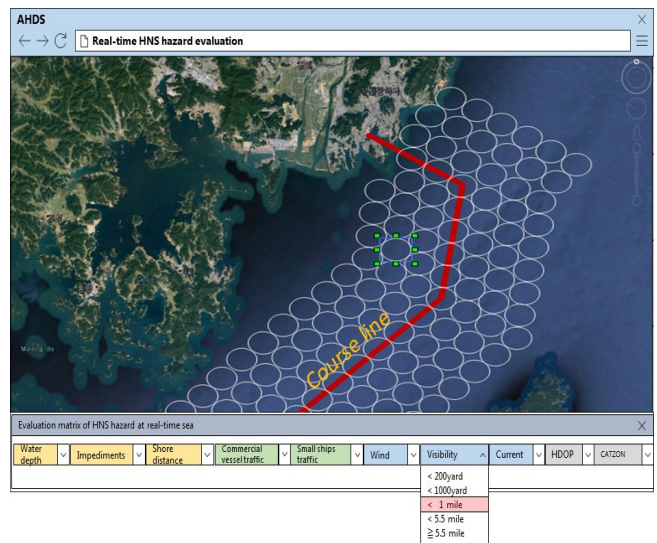 AHDS
Real-time HNS hazard evaluation
Course line
Evaluation matrix of HNS hazard at real-time sea
Water depth
Impediments
Shore distance
Commercial vessel traffic
Small ships traffic
Wind
Visibility
Current
HDOP
CATZON
< 200yard
< 1000yard
< 1 mile
< 5.5 mile
≧ 5.5 mile